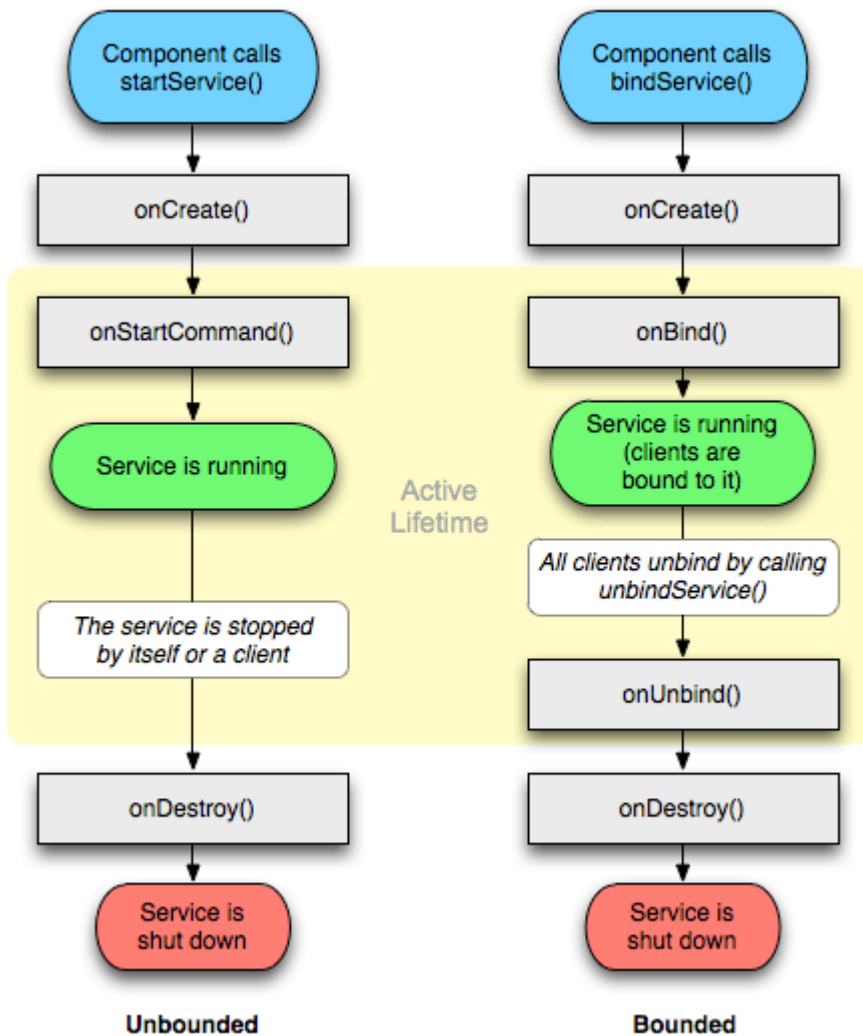 Component calls
startService()
onCreate()
onStartCommand()
Service is running
The service is stopped
by itself or a client
onDestroy()
Service is
shut down
Unbounded
Active
Lifetime
Component calls
bindService()
onCreate()
onBind()
Service is running
(clients are
bound to it)
All clients unbind by calling
unbindService()
onUnbind()
onDestroy()
Service is
shut down
Bounded